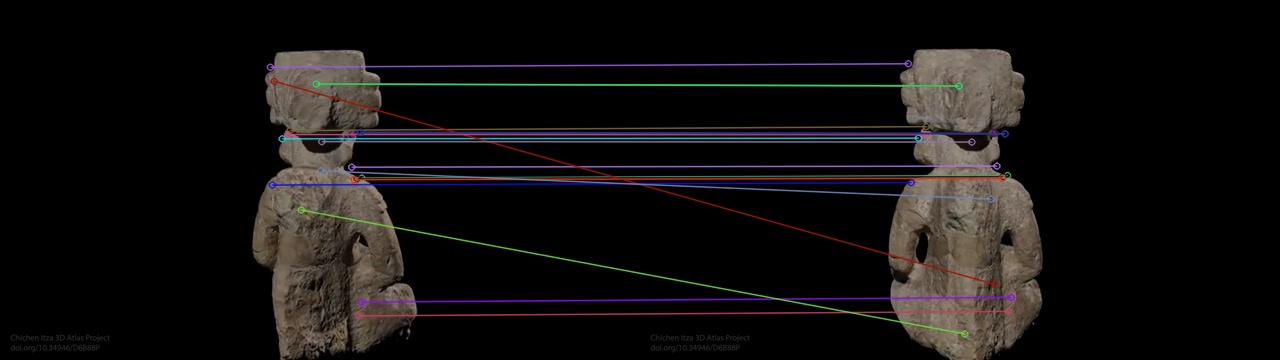 Chichen Itza 3D Atlas Project
doi.org/10.34946/D6B88P
Chichen Itza 3D Atlas Project
doi.org/10.34946/D6B88P